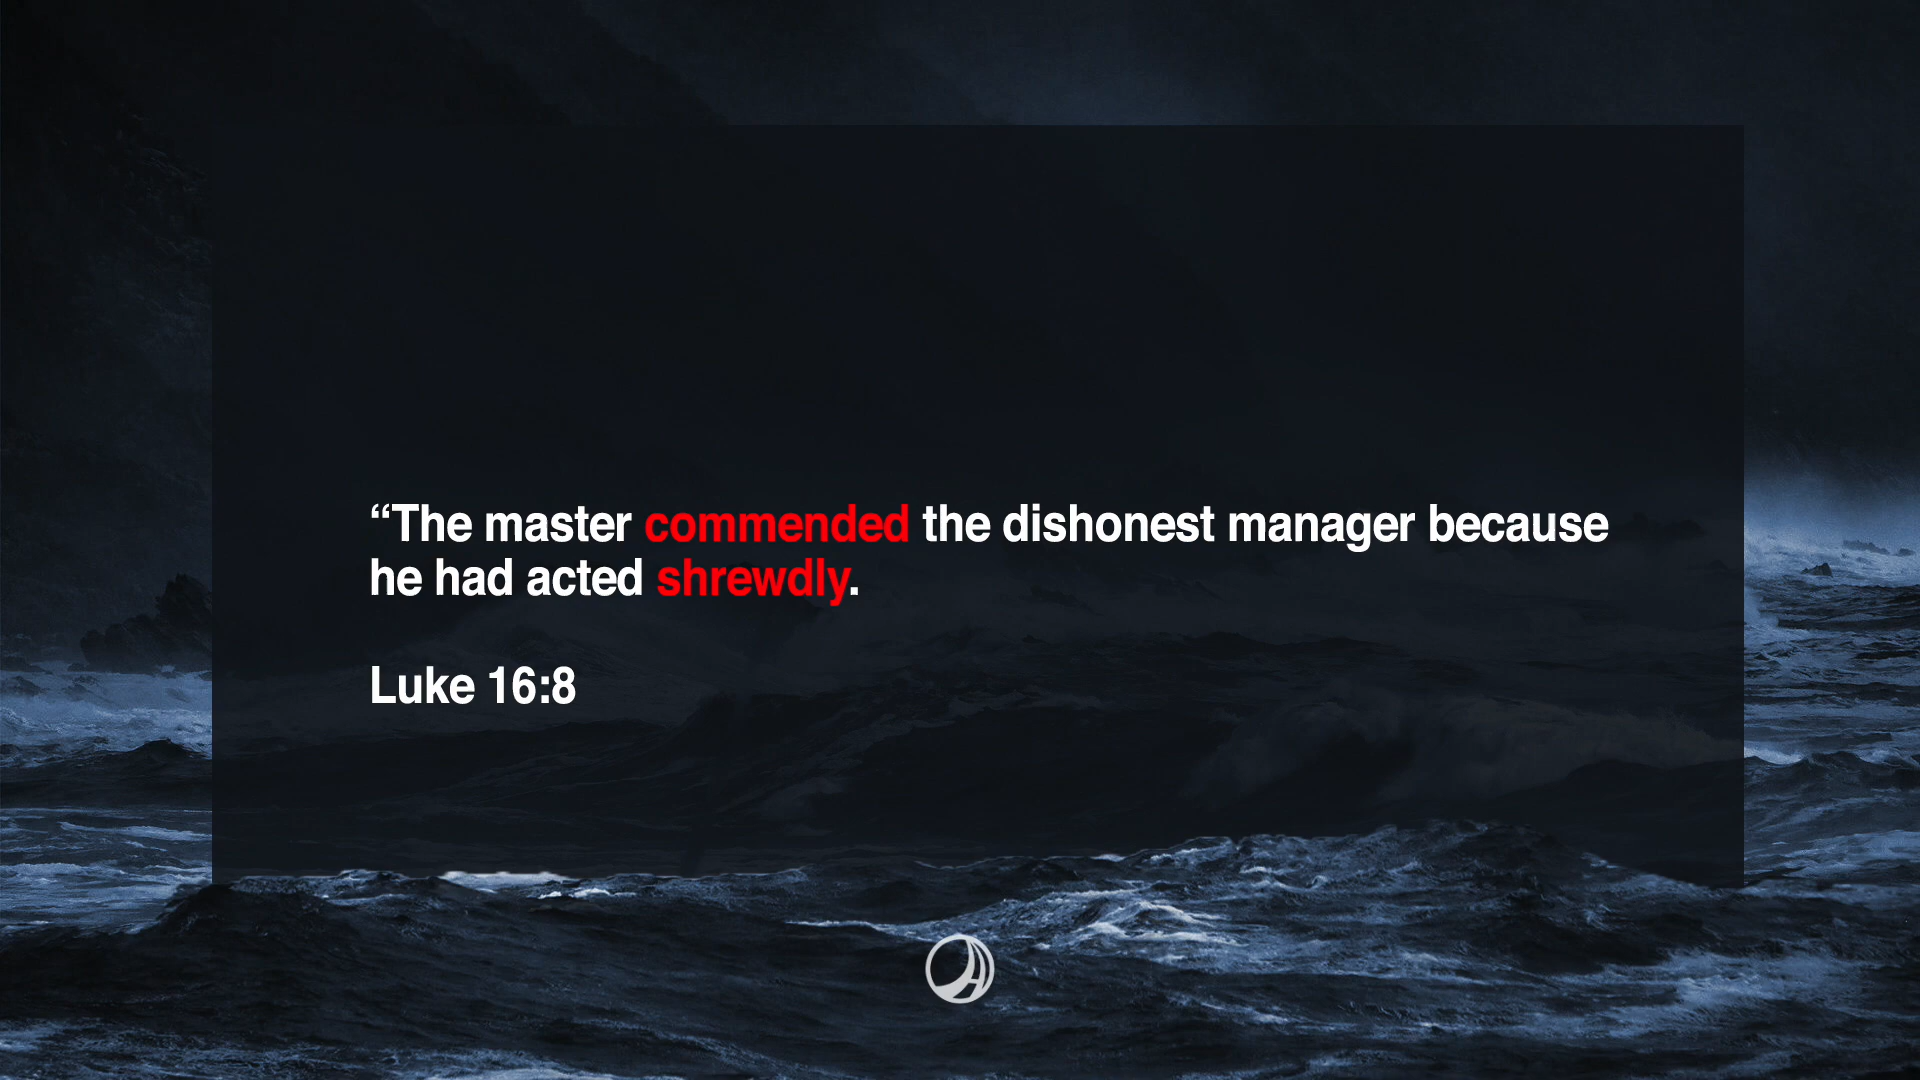 “The master commended the dishonest manager because
he had acted shrewdly.
Luke 16:8